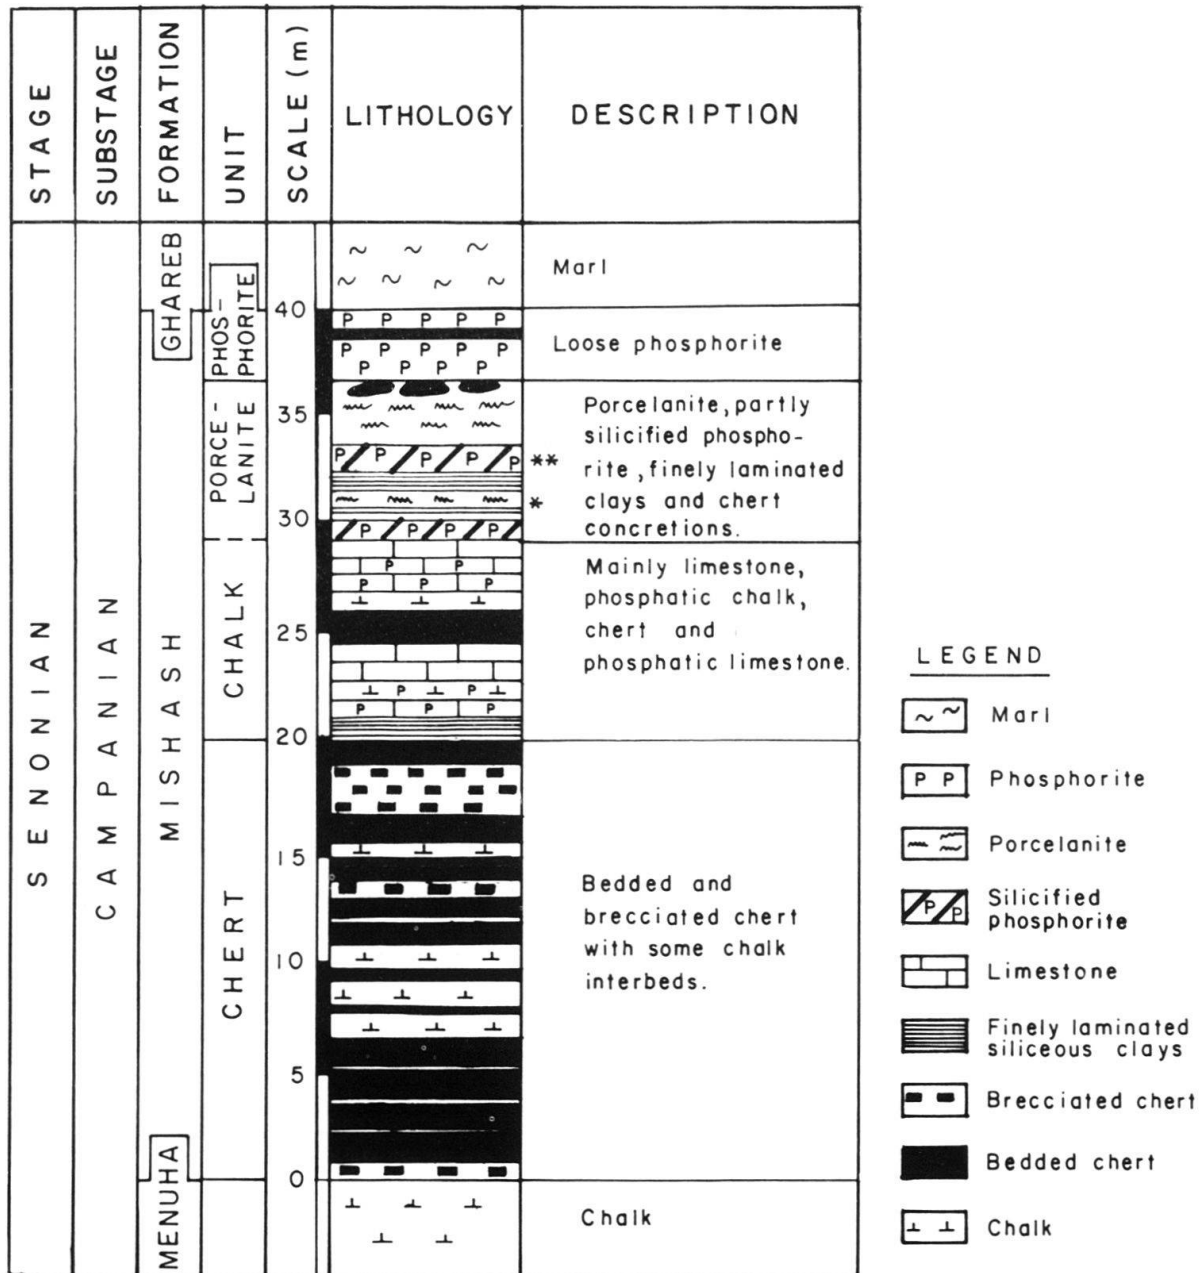 STAGE
SUBSTAGE
FORMATION
UNIT
SCALE (m)
LITHOLOGY
DESCRIPTION
SENONIAN
CAMPANIAN
GHAREB
MISHASH
MENUHA
PHOS-
PHORITE
PORCE-
LANITE
CHALK
CHERT
40
35
30
25
20
15
10
5
0
P P P P P
P P P P P
P P P P
P P P P P
**
*
P P P P
P P
P P P
P P
P P P
Marl
Loose phosphorite
Porcelanite, partly
silicified phospho-
rite, finely laminated
clays and chert
concretions.
Mainly limestone,
phosphatic chalk,
chert and
phosphatic limestone.
Bedded and
brecciated chert
with some chalk
interbeds.
Chalk
LEGEND
Marl
P P Phosphorite
Porcelanite
P P Silicified
phosphorite
Limestone
Finely laminated
siliceous clays
Brecciated chert
Bedded chert
Chalk